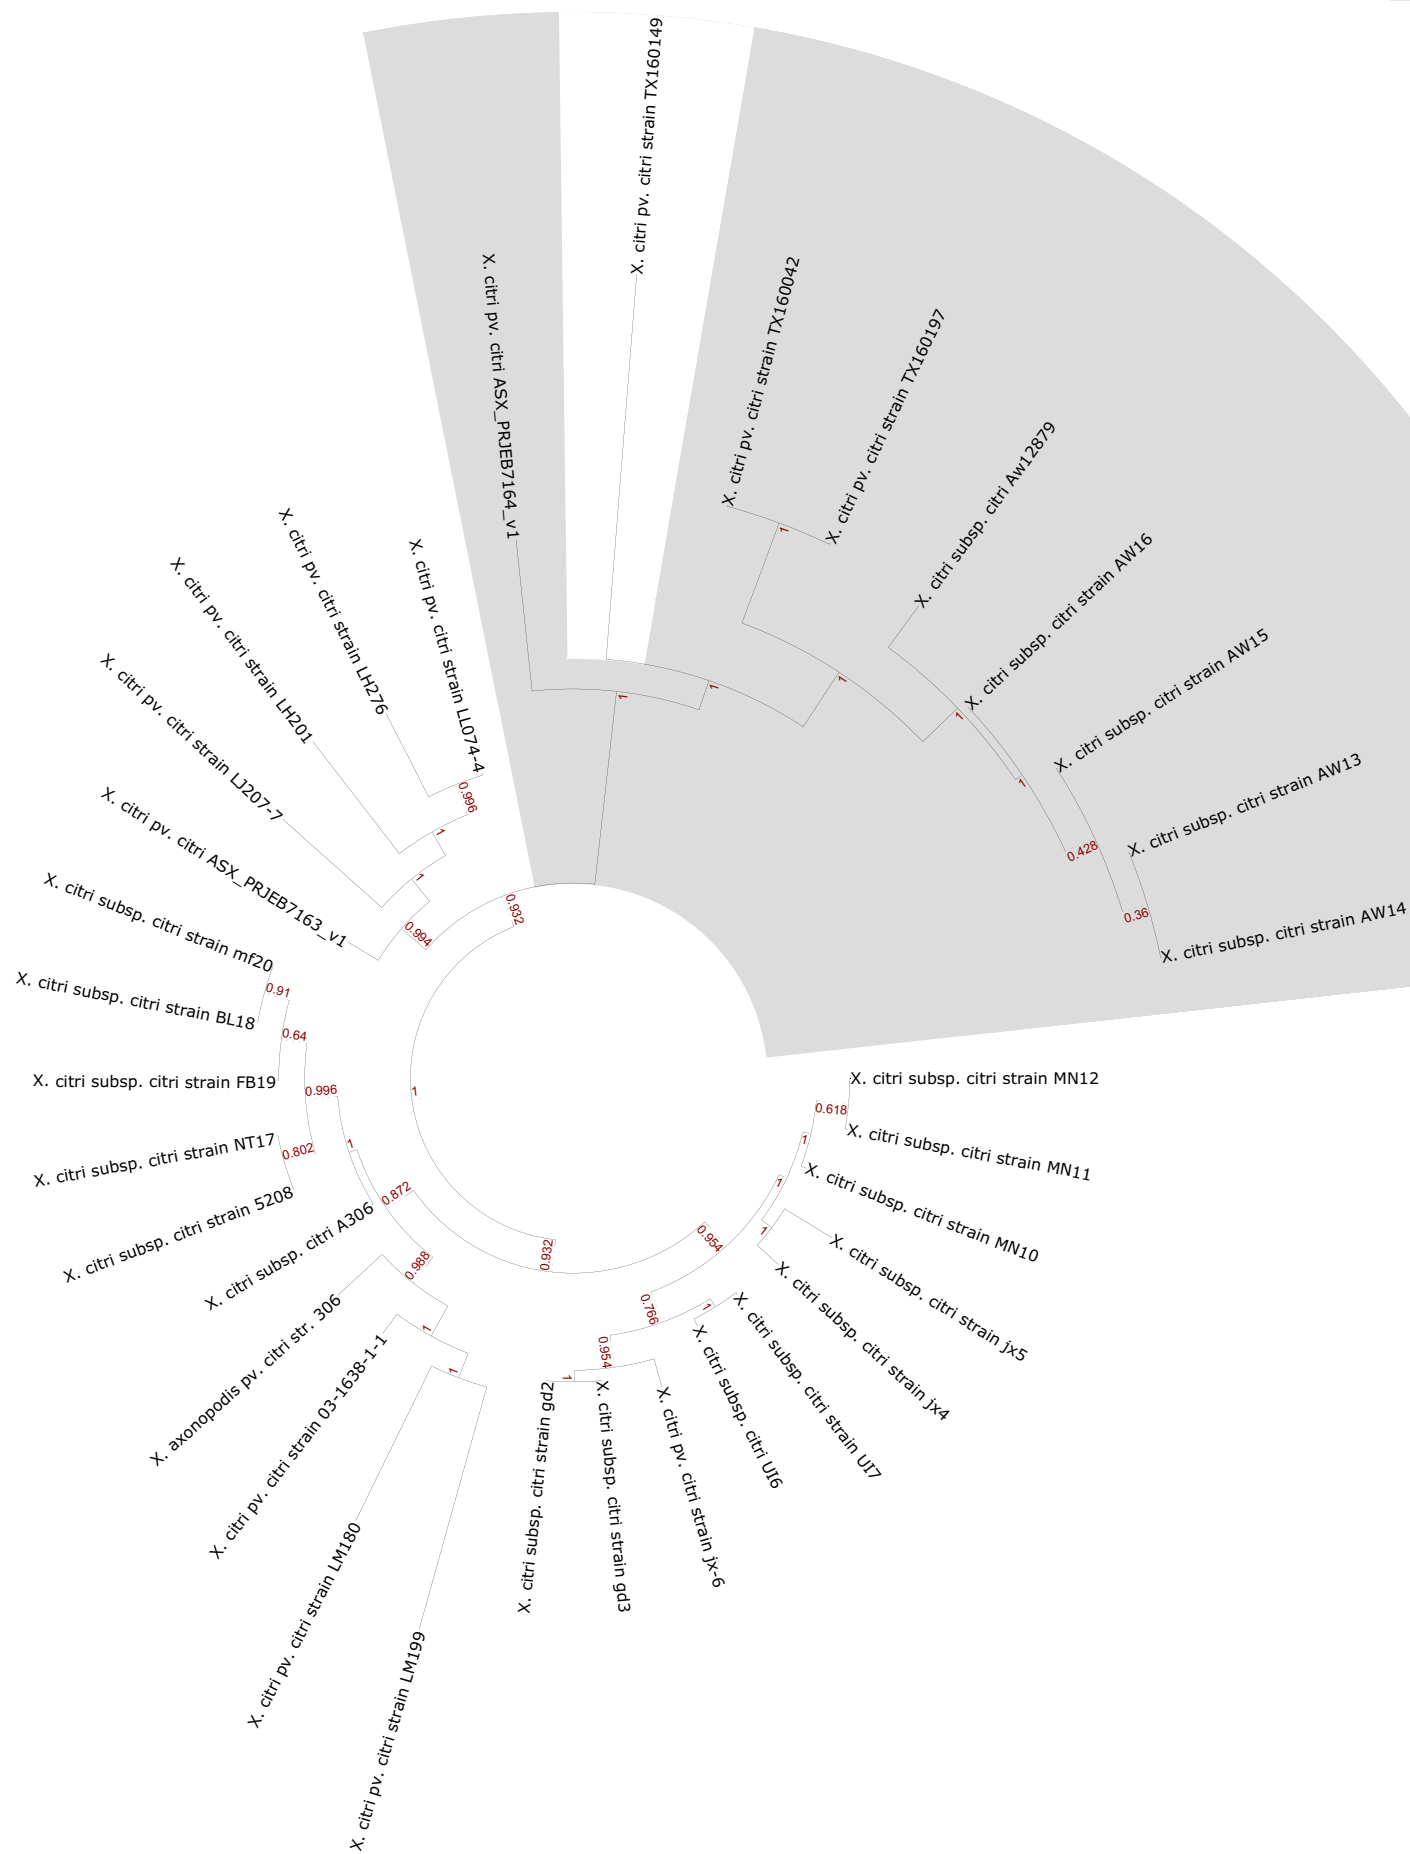 X. citri pv. citri strain TX160149
X. citri pv. citri ASX_PRJEB7164_v1
X. citri pv. citri strain TX160042
X. citri pv. citri strain TX160197
X. citri subsp. citri Aw12879
X. citri subsp. citri strain AW16
X. citri subsp. citri strain AW15
X. citri subsp. citri strain AW13
X. citri subsp. citri strain AW14
1
1
1
1
1
1
0.428
0.36
X. citri subsp. citri strain MN12
X. citri subsp. citri strain MN11
X. citri subsp. citri strain MN10
X. citri subsp. citri strain jx5
X. citri subsp. citri strain jx4
X. citri subsp. citri strain UI7
X. citri subsp. citri UI6
X. citri pv. citri strain jx-6
X. citri subsp. citri strain gd3
X. citri subsp. citri strain gd2
0.618
1
1
1
0.954
0.766
1
0.954
1
0.932
X. citri pv. citri strain LM199
X. citri pv. citri strain LM180
X. citri pv. citri strain 03-1638-1-1
X. axonopodis pv. citri str. 306
X. citri subsp. citri A306
X. citri subsp. citri strain 5208
X. citri subsp. citri strain NT17
X. citri subsp. citri strain FB19
X. citri subsp. citri strain BL18
X. citri subsp. citri strain mf20
1
1
0.988
0.872
1
0.802
0.996
0.64
0.91
1
X. citri pv. citri ASX_PRJEB7163_v1
X. citri pv. citri strain LJ207-7
X. citri pv. citri strain LH201
X. citri pv. citri strain LH276
X. citri pv. citri strain LL074-4
0.994
1
1
0.996
0.932